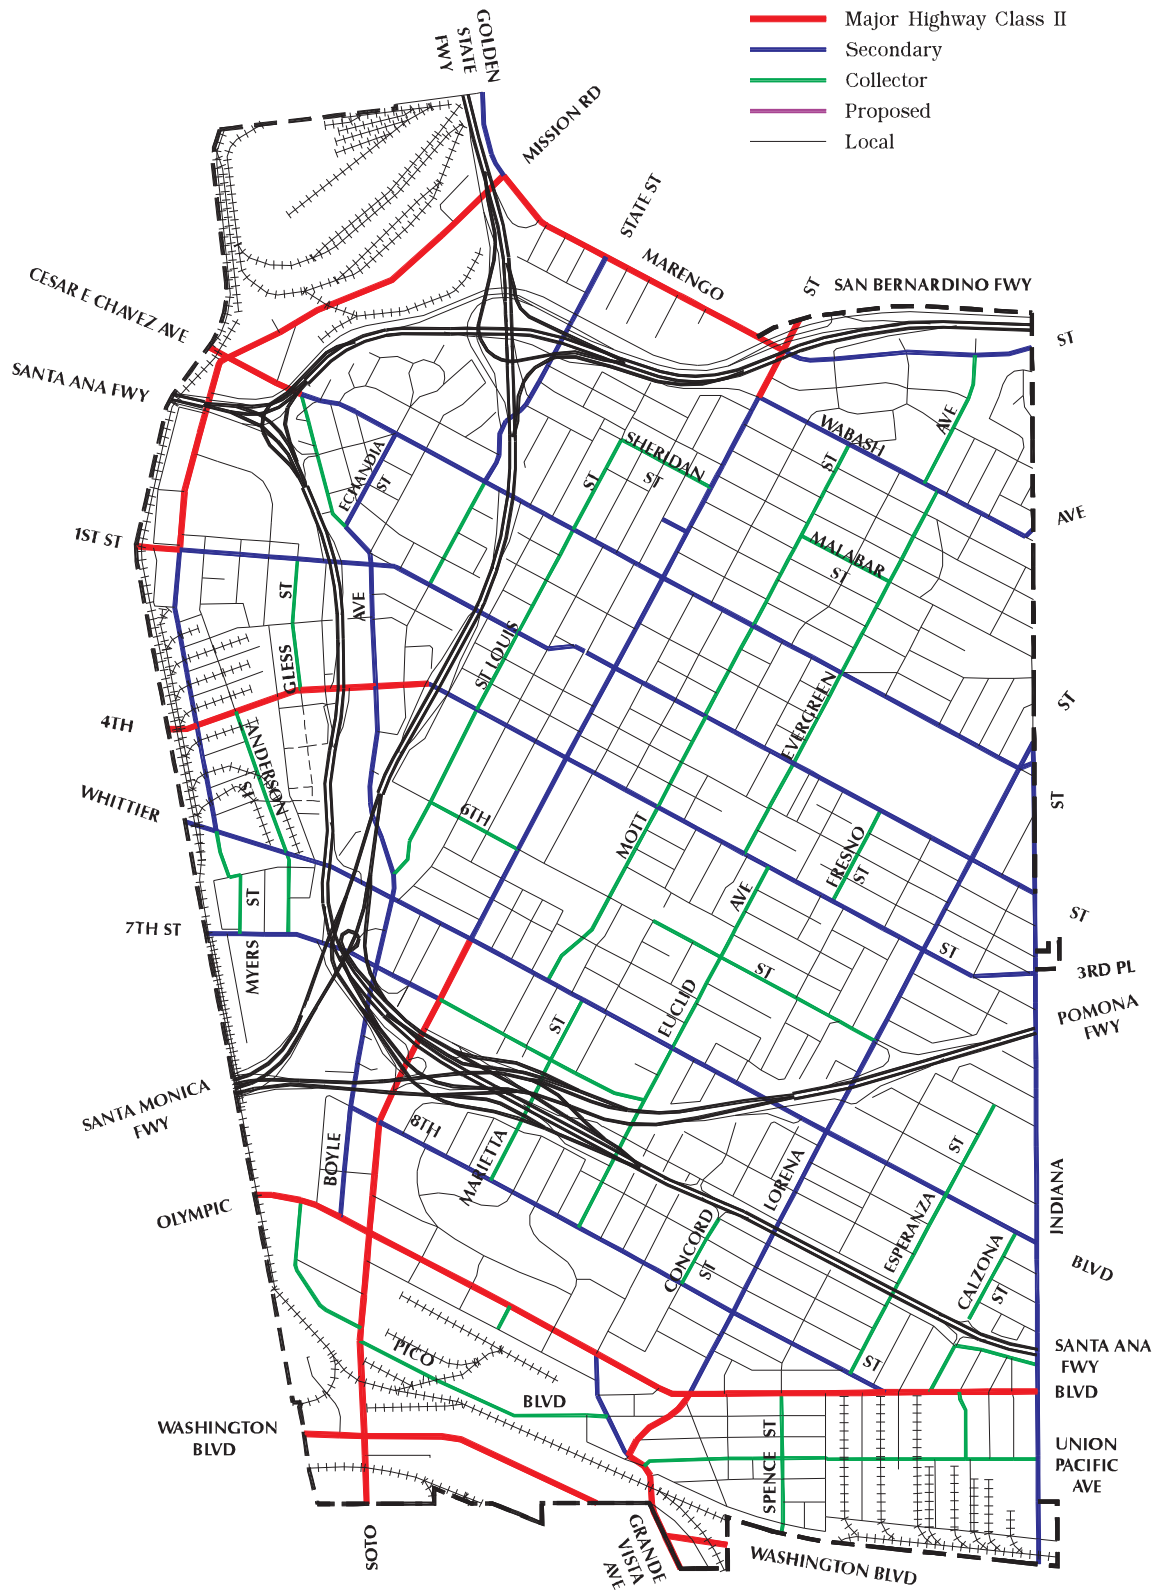 Major Highway Class II
Secondary
Collector
Proposed
Local
GOLDEN
STATE
FWY
MISSION RD
STATE ST
MARENGO
ST
SAN BERNARDINO FWY
CESAR E CHAVEZ AVE
SANTA ANA FWY
ST
AVE
WABASH
ST
SHERIDAN
ST
ST
ECHANDIA
ST
AVE
1ST ST
MALABAR
ST
ST
AVE
GLESS
ST LOUIS
EVERGREEN
ST
4TH
ANDERSON
ST
WHITTIER
6TH
MOTT
FRESNO
ST
ST
AVE
ST
ST
7TH ST
MYERS
ST
ST
3RD PL
EUCLID
ST
POMONA
FWY
SANTA MONICA
FWY
8TH
BOYLE
MARIETTA
LORENA
ST
INDIANA
OLYMPIC
CONCORD
ST
ESPERANZA
CALZONA
ST
BLVD
PICO
BLVD
ST
SANTA ANA
FWY
BLVD
WASHINGTON
BLVD
SPENCE
ST
UNION
PACIFIC
AVE
SOTO
GRANDE
VISTA
AVE
WASHINGTON BLVD